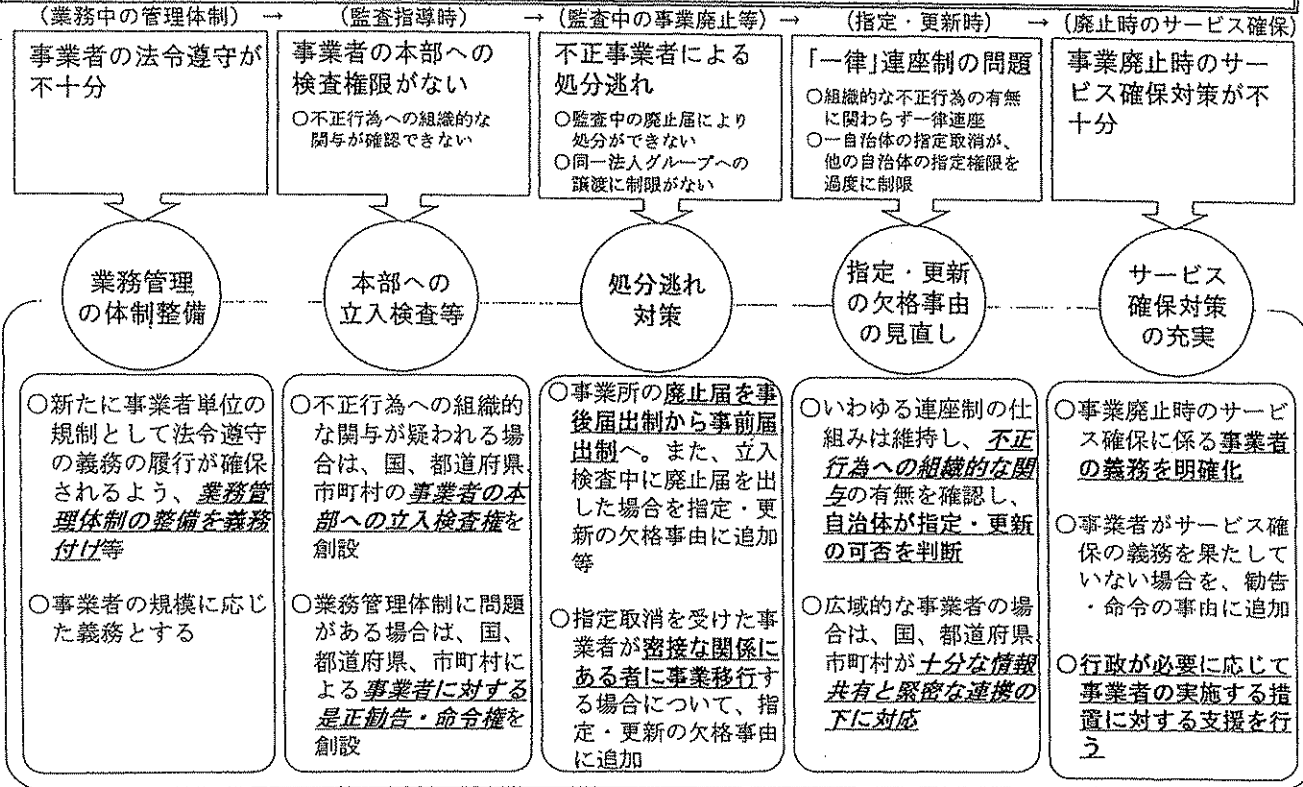 (業務中の管理体制) → (監査指導時) → (監査中の事業廃止等) → (指定・更新時) → (廃止時のサービス確保)
事業者の法令遵守が
不十分
事業者の本部への
検査権限がない
○不正行為への組織的な
関与が確認できない
不正事業者による
処分逃れ
○監査中の廃止届により
処分ができない
○同一法人グループへの
譲渡に制限がない
「一律」連座制の問題
○組織的な不正行為の有無
に関わらず一律連座
○一自治体の指定取消が、
他の自治体の指定権限を
過度に制限
事業廃止時のサー
ビス確保対策が不
十分
業務管理
の体制整備
本部への
立入検査等
処分逃れ
対策
指定・更新
の欠格事由
の見直し
サービス
確保対策
の充実
○新たに事業者単位の
規制として法令遵守
の義務の履行が確保
されるよう、業務管
理体制の整備を義務
付け等
○事業者の規模に応じ
た義務とする
○不正行為への組織的
な関与が疑われる場
合は、国、都道府県、
市町村の事業者の本
部への立入検査権を
創設
○業務管理体制に問題
がある場合は、国、
都道府県、市町村に
よる事業者に対する
是正勧告・命令権を
創設
○事業所の廃止届を事
後届出制から事前届
出制へ。また、立入
検査中に廃止届を出
した場合を指定・更
新の欠格事由に追加
等
○指定取消を受けた事
業者が密接な関係に
ある者に事業移行す
る場合について、指
定・更新の欠格事由
に追加
○いわゆる連座制の仕
組みは維持し、不正
行為への組織的な関
与の有無を確認し、
自治体が指定・更新
の可否を判断
○広域的な事業者の場
合は、国、都道府県、
市町村が十分な情報
共有と緊密な連携の
下に対応
○事業廃止時のサービ
ス確保に係る事業者
の義務を明確化
○事業者がサービス確
保の義務を果たして
いない場合を、勧告
・命令の事由に追加
○行政が必要に応じて
事業者の実施する措
置に対する支援を行
う